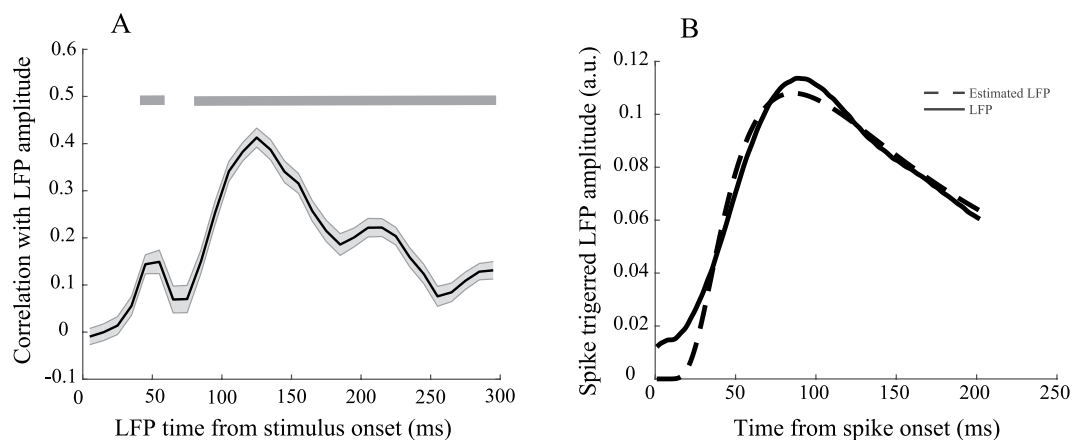 A
0.6
0.5
0.4
0.3
0.2
0.1
0
-0.1
Correlation with LFP amplitude
0 50 100 150 200 250 300
LFP time from stimulus onset (ms)
B
0.12
0.1
0.08
0.06
0.04
0.02
0
Spike trigerred LFP amplitude (a.u.)
Estimated LFP
LFP
0 50 100 150 200 250
Time from spike onset (ms)